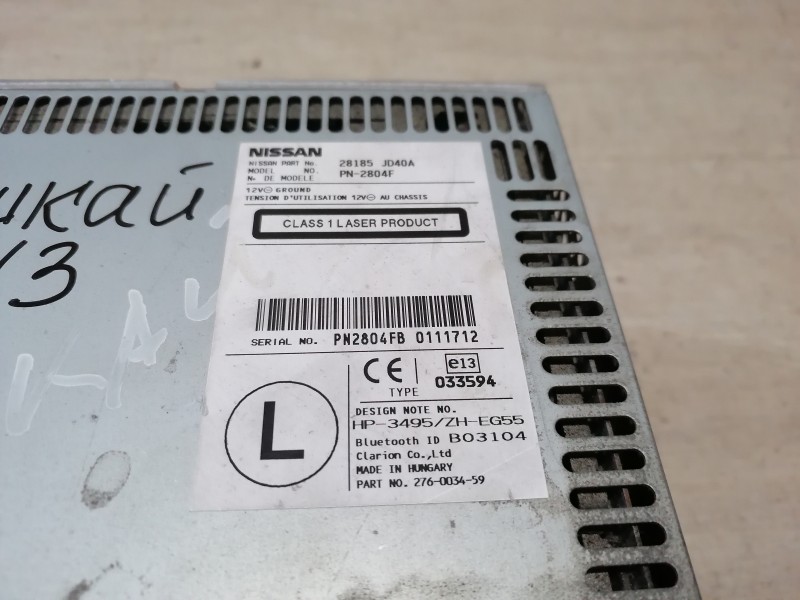 шкай
УЗ
NISSAN
NISSAN PART No. 28185 JD40A
MODEL NO. PN-2804F
No. DE MODELE
12V⊖ GROUND
TENSION D'UTILISATION 12V⊖ AU CHASSIS
CLASS 1 LASER PRODUCT
SERIAL NO. PN2804FB 0111712
CE e13
TYPE 033594
L
DESIGN NOTE NO.
HP-3495/ZH-EG55
Bluetooth ID B03104
Clarion Co.,Ltd
MADE IN HUNGARY
PART NO. 276-0034-59